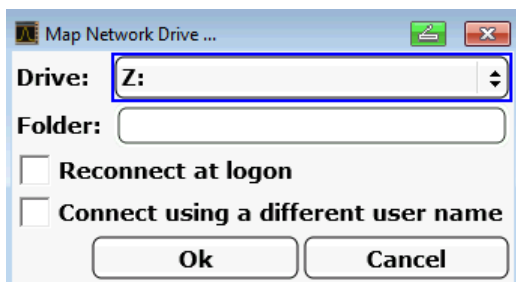 Map Network Drive ...
Drive: Z:
Folder:
Reconnect at logon
Connect using a different user name
Ok Cancel